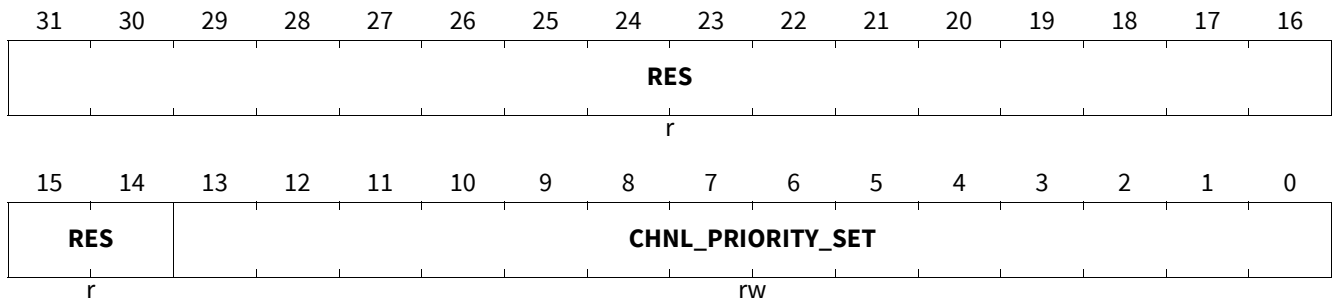 31 30 29 28 27 26 25 24 23 22 21 20 19 18 17 16
RES
r
15 14 13 12 11 10 9 8 7 6 5 4 3 2 1 0
RES CHNL_PRIORITY_SET
r rw